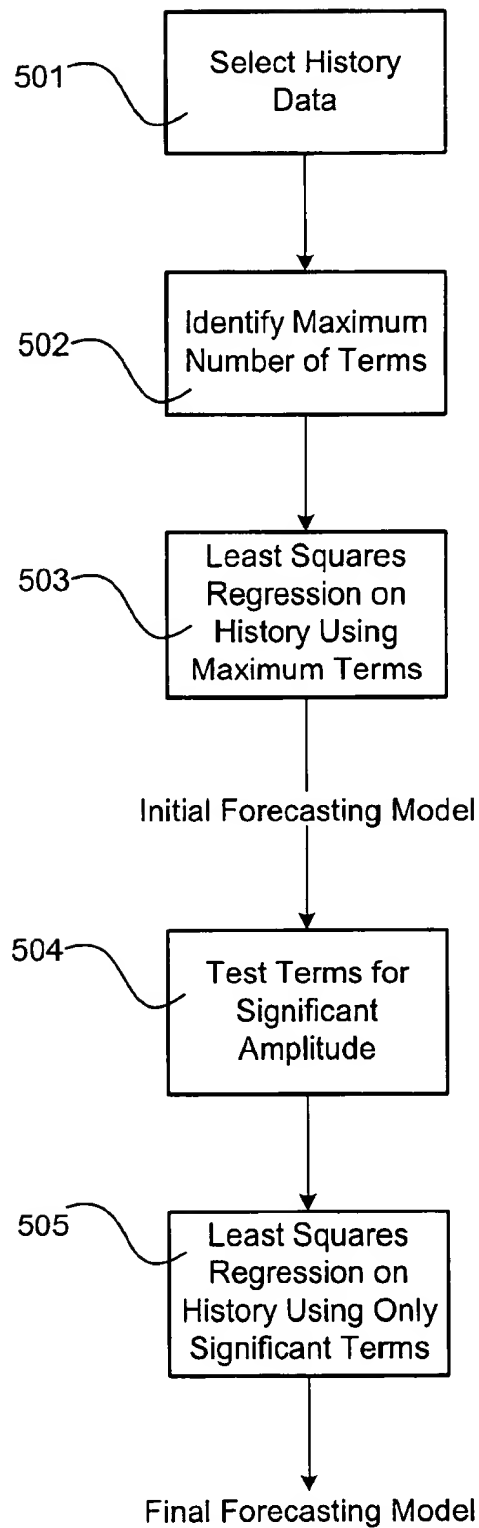 501
Select History
Data
502
Identify Maximum
Number of Terms
503
Least Squares
Regression on
History Using
Maximum Terms
Initial Forecasting Model
504
Test Terms for
Significant
Amplitude
505
Least Squares
Regression on
History Using Only
Significant Terms
Final Forecasting Model